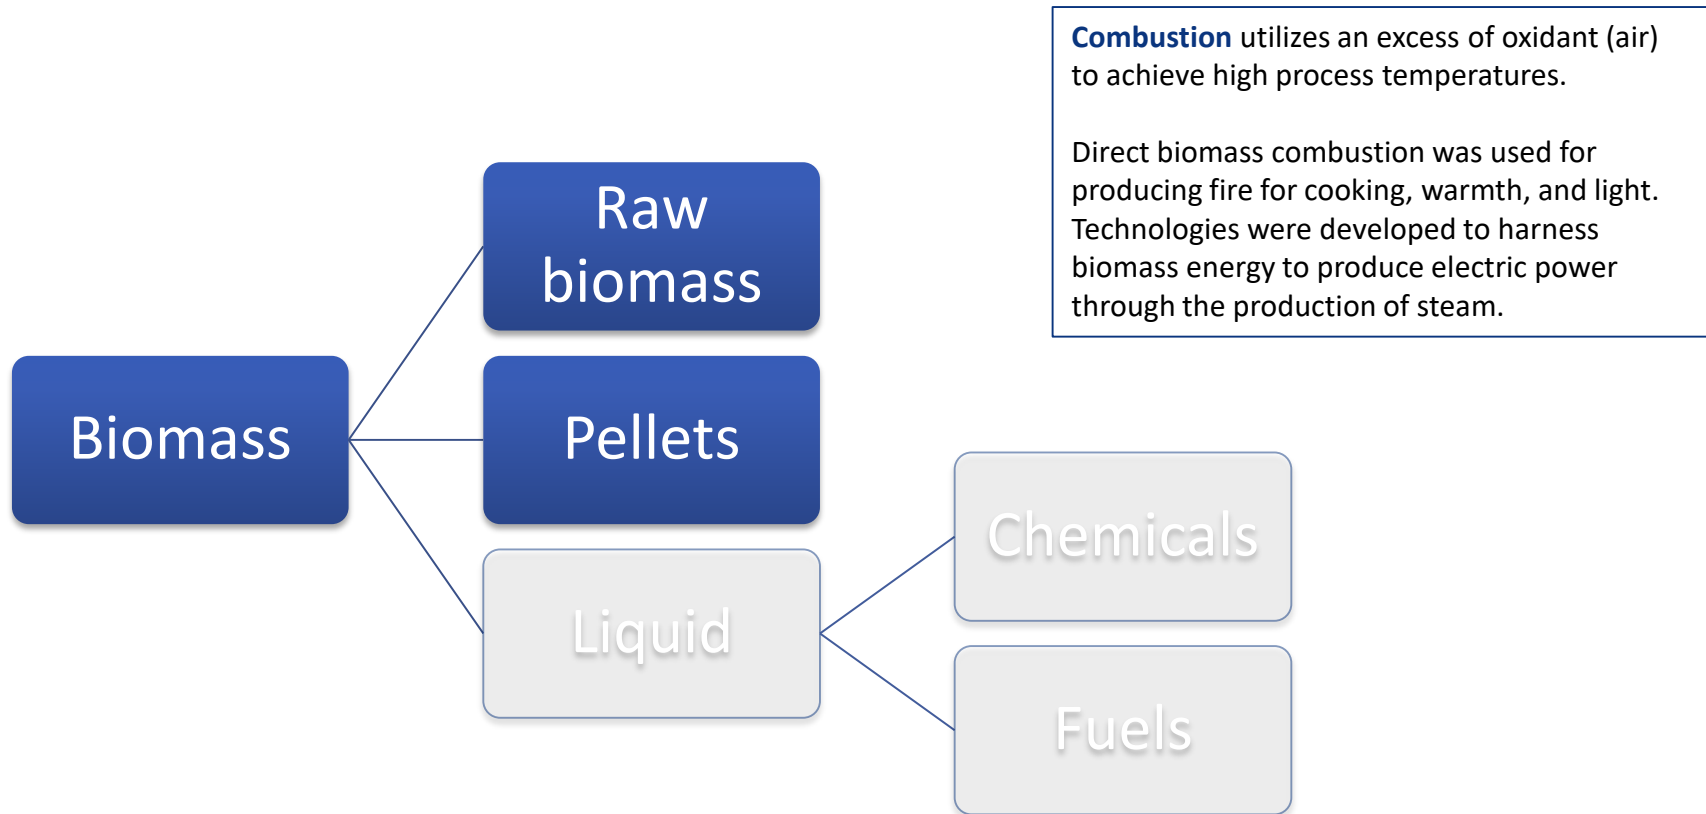 Combustion utilizes an excess of oxidant (air)
to achieve high process temperatures.
Direct biomass combustion was used for
producing fire for cooking, warmth, and light.
Technologies were developed to harness
biomass energy to produce electric power
through the production of steam.
Raw
biomass
Biomass
Pellets
Liquid
Chemicals
Fuels